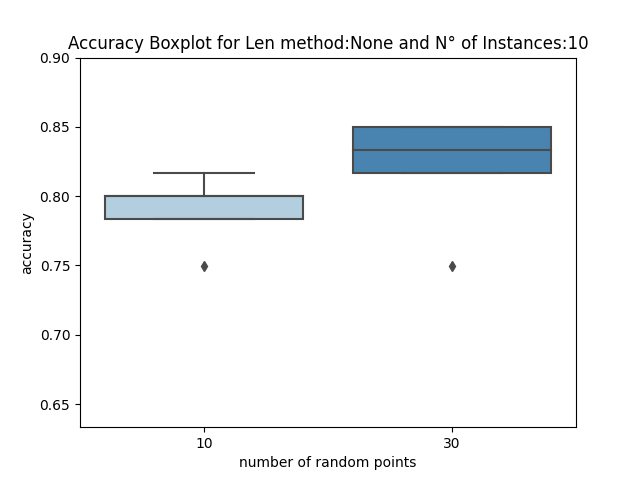 Accuracy Boxplot for Len method:None and N° of Instances:10
0.90
0.85
0.80
0.75
0.70
0.65
accuracy
10 30
number of random points